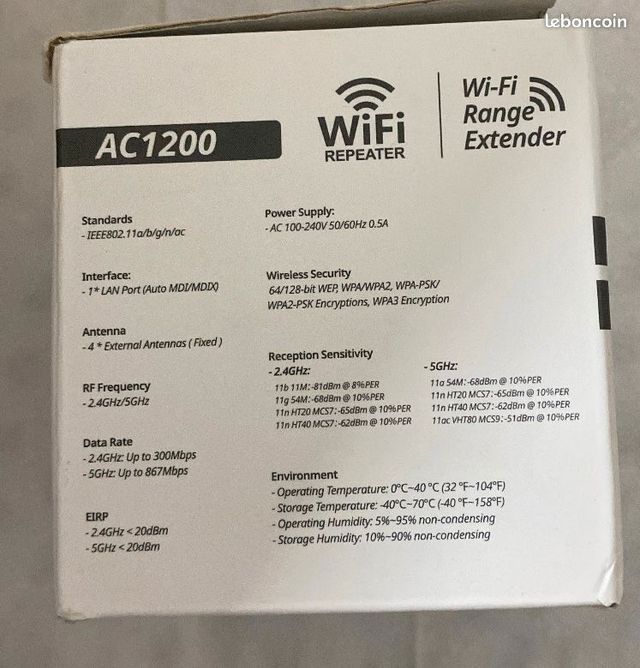 leboncoin
AC1200
WiFi
REPEATER
Wi-Fi
Range
Extender
Standards
- IEEE802.11a/b/g/n/ac
Interface:
- 1* LAN Port (Auto MDI/MDIX)
Antenna
- 4 * External Antennas ( Fixed )
RF Frequency
- 2.4GHz/5GHz
Data Rate
- 2.4GHz: Up to 300Mbps
- 5GHz: Up to 867Mbps
EIRP
- 2.4GHz < 20dBm
- 5GHz < 20dBm
Power Supply:
- AC 100-240V 50/60Hz 0.5A
Wireless Security
64/128-bit WEP, WPA/WPA2, WPA-PSK/
WPA2-PSK Encryptions, WPA3 Encryption
Reception Sensitivity
- 2.4GHz:
11b 11M:-81dBm @ 8%PER
11g 54M:-68dBm @ 10%PER
11n HT20 MCS7:-65dBm @ 10%PER
11n HT40 MCS7:-62dBm @ 10%PER
- 5GHz:
11a 54M:-68dBm @ 10%PER
11n HT20 MCS7:-65dBm @ 10%PER
11n HT40 MCS7:-62dBm @ 10%PER
11ac VHT80 MCS9:-51dBm @ 10%PER
Environment
- Operating Temperature: 0°C~40 °C (32 °F~104°F)
- Storage Temperature: -40°C~70°C (-40 °F~158°F)
- Operating Humidity: 5%~95% non-condensing
- Storage Humidity: 10%~90% non-condensing